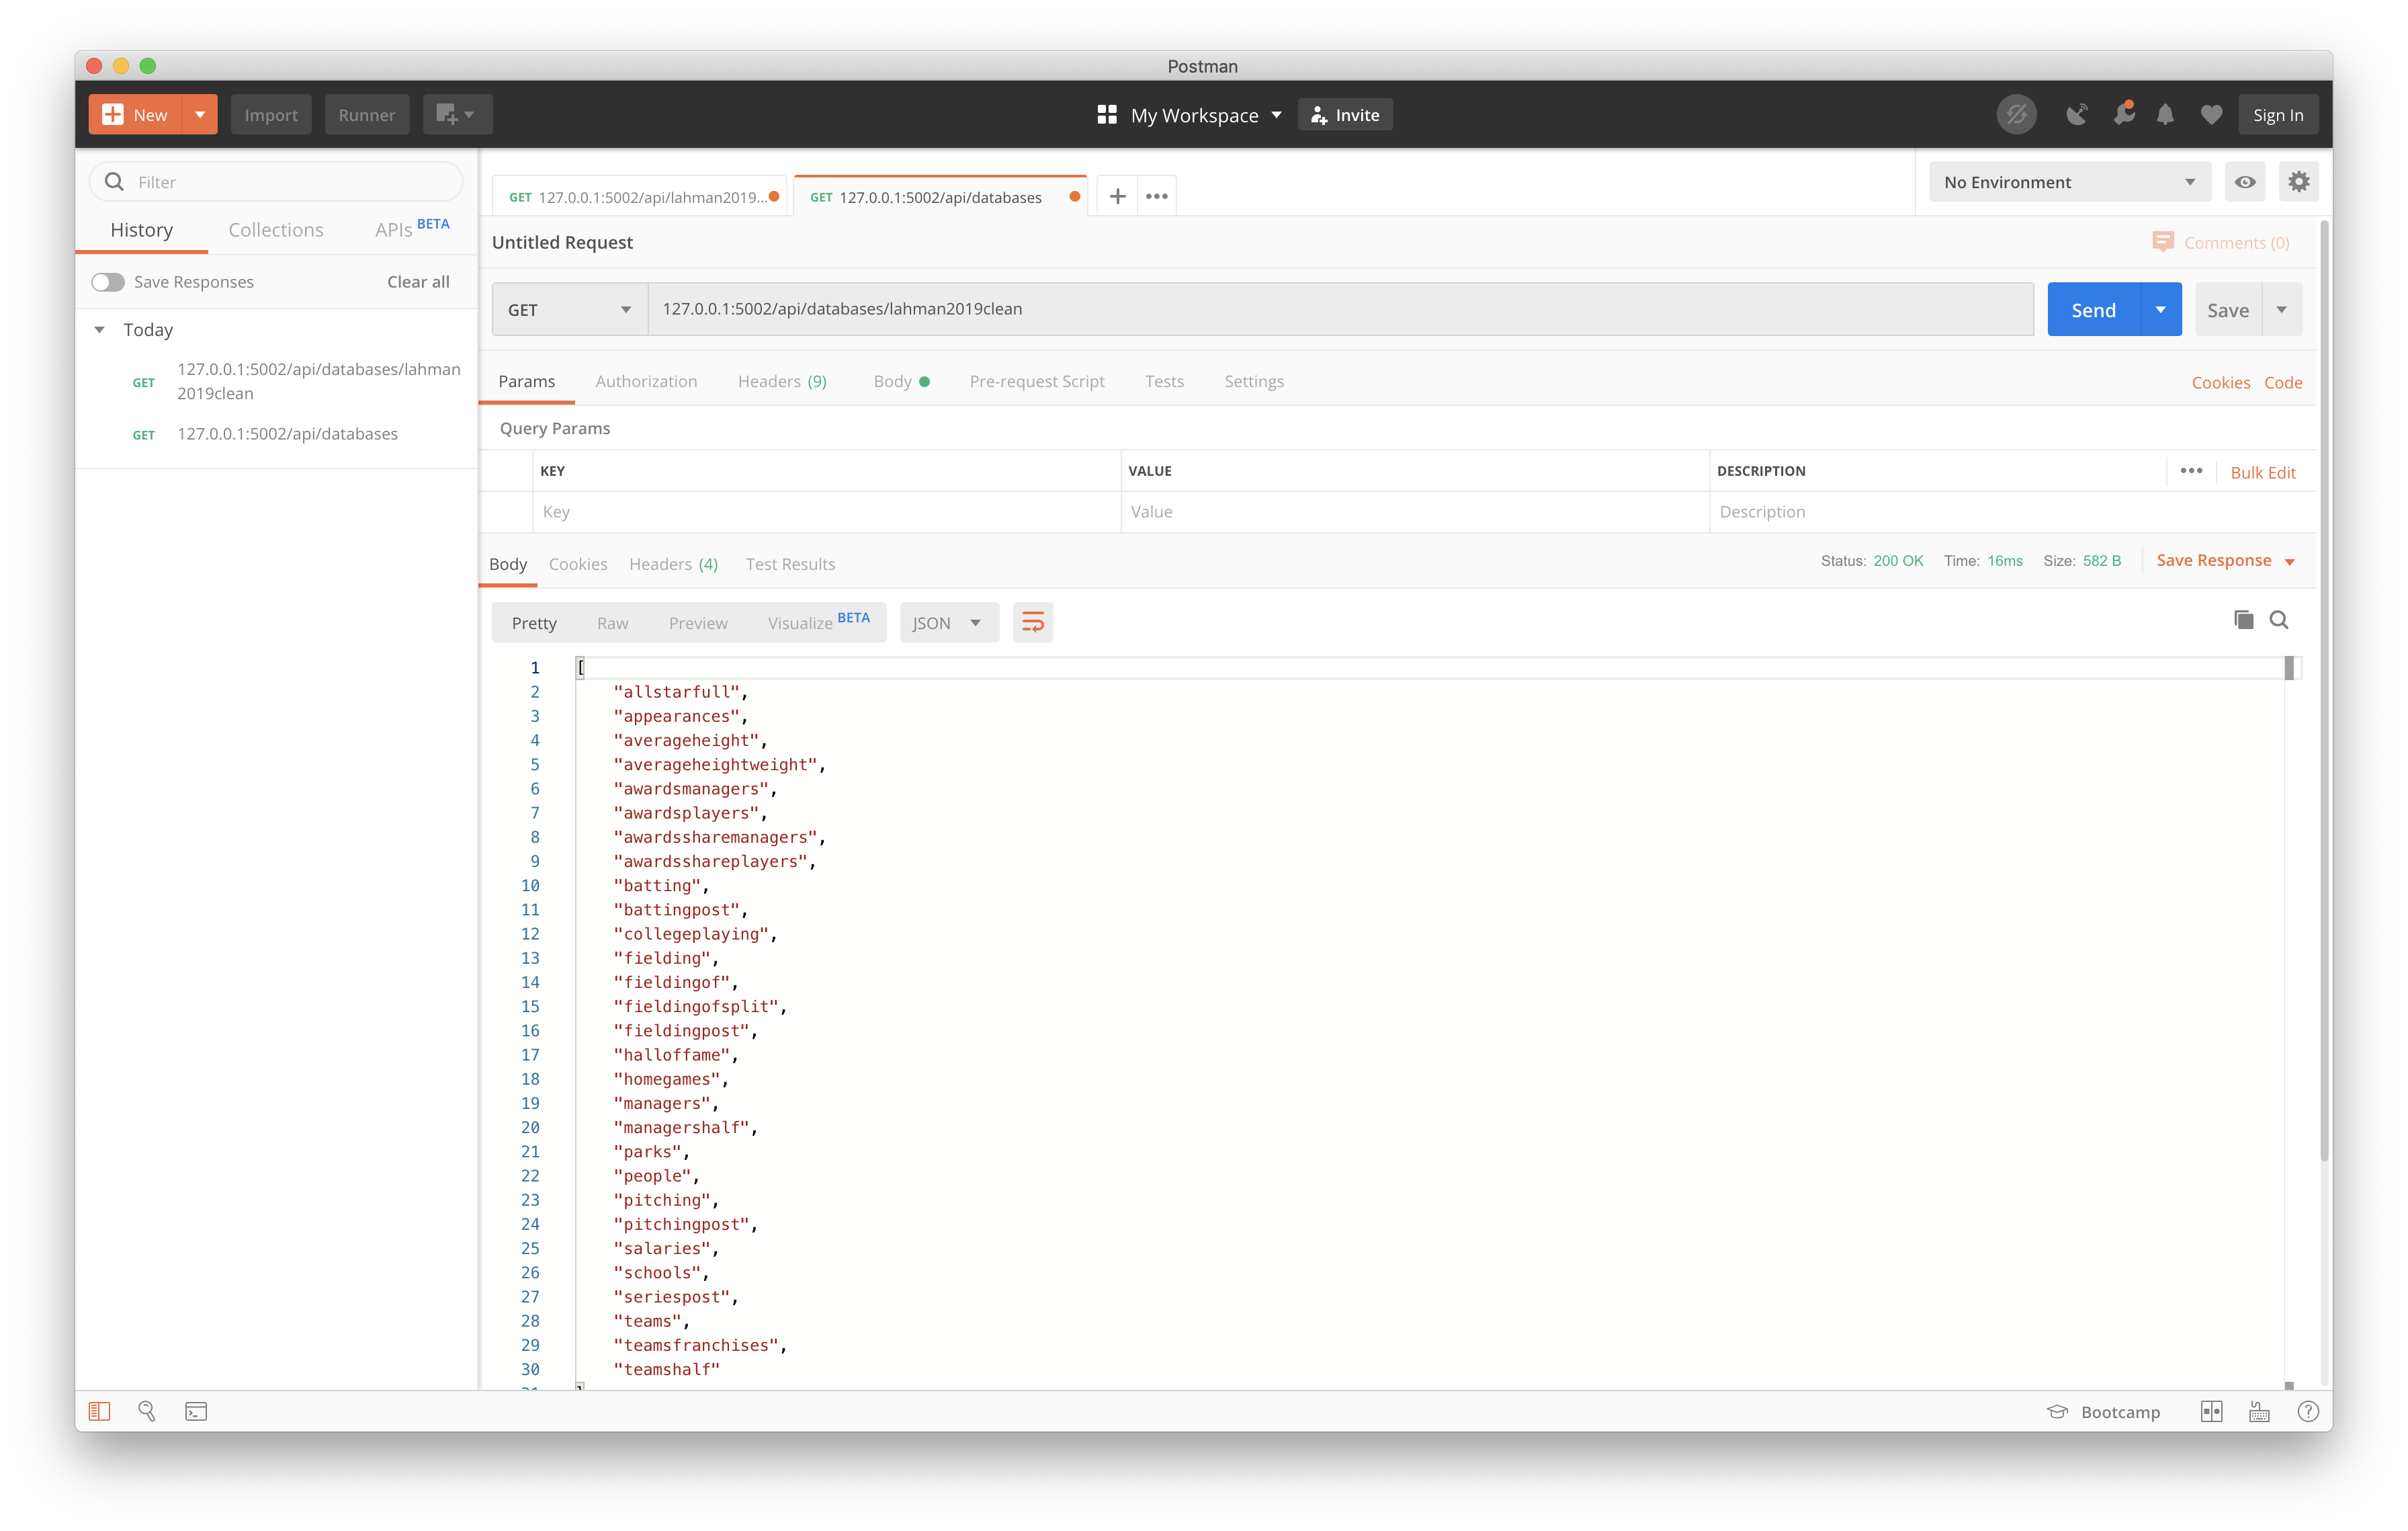 Postman
New
Import
Runner
My Workspace
Invite
Sign In
Filter
History
Collections
APIs BETA
Save Responses
Clear all
Today
GET 127.0.0.1:5002/api/databases/lahman
2019clean
GET 127.0.0.1:5002/api/databases
GET 127.0.0.1:5002/api/lahman2019...
GET 127.0.0.1:5002/api/databases
No Environment
Untitled Request
Comments (0)
GET
127.0.0.1:5002/api/databases/lahman2019clean
Send
Save
Params
Authorization
Headers (9)
Body
Pre-request Script
Tests
Settings
Cookies
Code
Query Params
KEY
VALUE
DESCRIPTION
Bulk Edit
Key
Value
Description
Body
Cookies
Headers (4)
Test Results
Status: 200 OK
Time: 16ms
Size: 582 B
Save Response
Pretty
Raw
Preview
Visualize BETA
JSON
1 [
2 "allstarfull",
3 "appearances",
4 "averageheight",
5 "averageheightweight",
6 "awardsmanagers",
7 "awardsplayers",
8 "awardssharemanagers",
9 "awardsshareplayers",
10 "batting",
11 "battingpost",
12 "collegeplaying",
13 "fielding",
14 "fieldingof",
15 "fieldingofsplit",
16 "fieldingpost",
17 "halloffame",
18 "homegames",
19 "managers",
20 "managershalf",
21 "parks",
22 "people",
23 "pitching",
24 "pitchingpost",
25 "salaries",
26 "schools",
27 "seriespost",
28 "teams",
29 "teamsfranchises",
30 "teamshalf"
Bootcamp